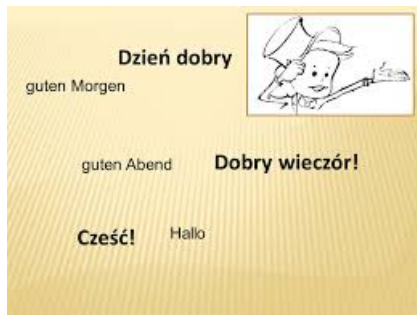 Dzień dobry
guten Morgen
guten Abend Dobry wieczór!
Cześć! Hallo